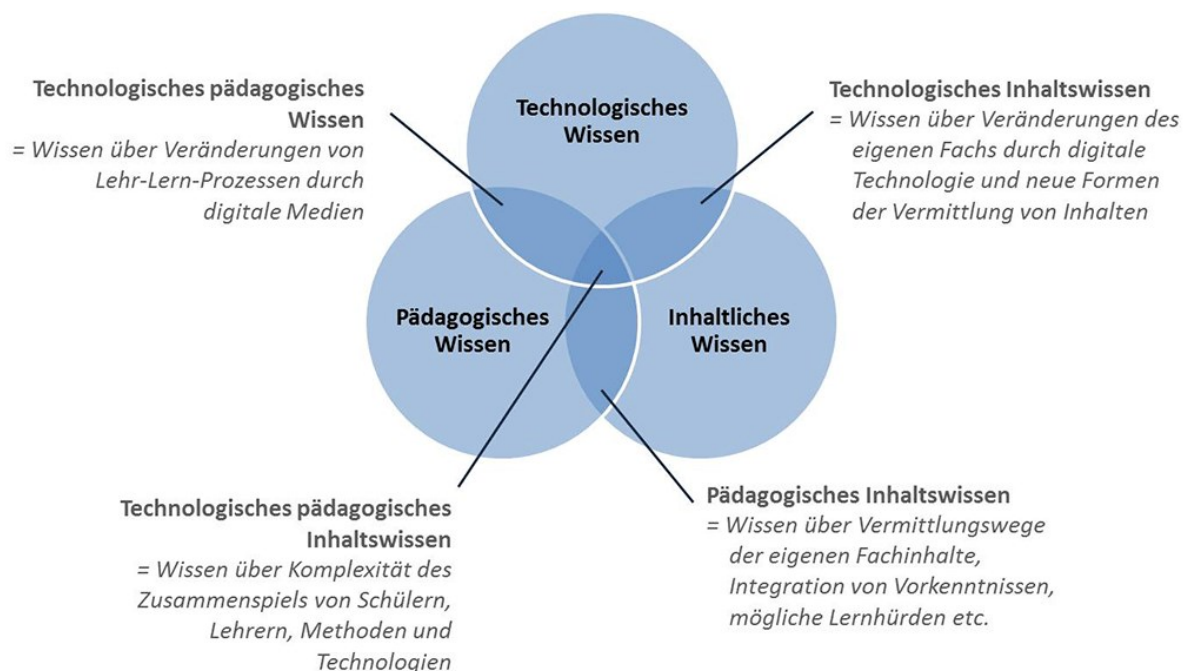 Technologisches pädagogisches
Wissen
= Wissen über Veränderungen von
Lehr-Lern-Prozessen durch
digitale Medien
Technologisches
Wissen
Technologisches Inhaltswissen
= Wissen über Veränderungen des
eigenen Fachs durch digitale
Technologie und neue Formen
der Vermittlung von Inhalten
Pädagogisches
Wissen
Inhaltliches
Wissen
Technologisches pädagogisches
Inhaltswissen
= Wissen über Komplexität des
Zusammenspiels von Schülern,
Lehrern, Methoden und
Technologien
Pädagogisches Inhaltswissen
= Wissen über Vermittlungswege
der eigenen Fachinhalte,
Integration von Vorkenntnissen,
mögliche Lernhürden etc.